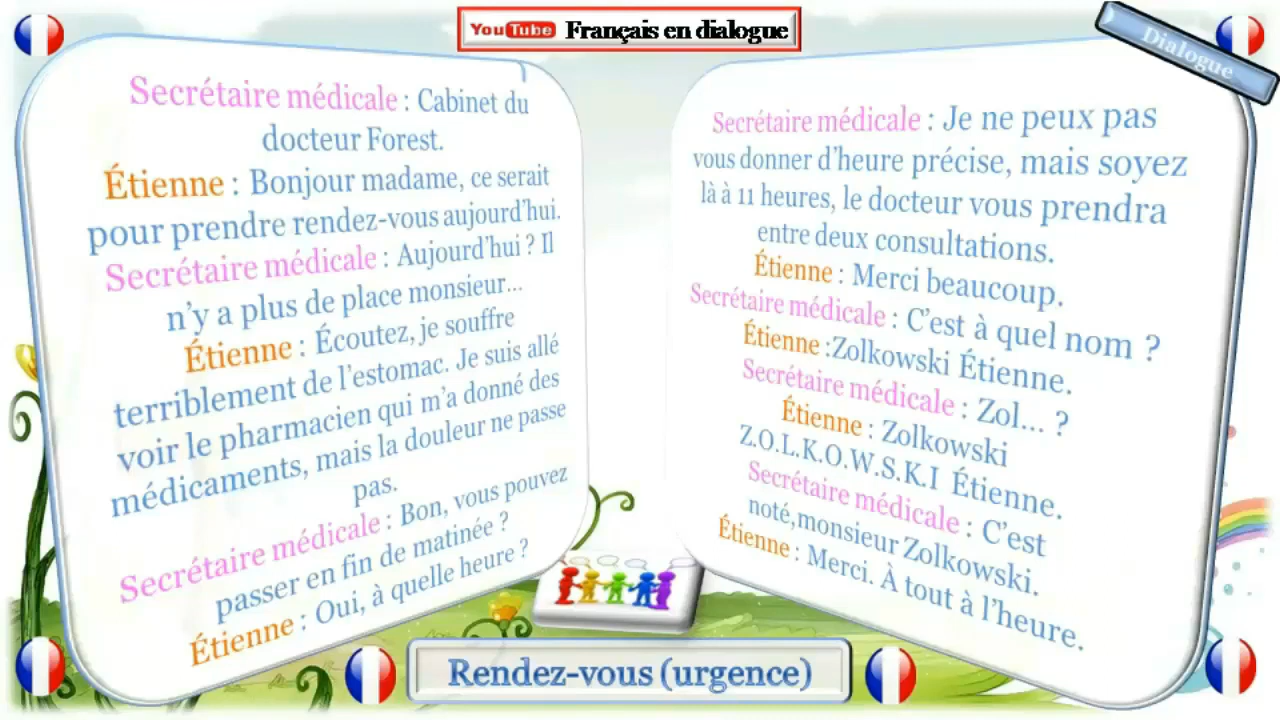 YouTube Français en dialogue
Dialogue
Secrétaire médicale : Cabinet du
docteur Forest.
Étienne : Bonjour madame, ce serait
pour prendre rendez-vous aujourd'hui.
Secrétaire médicale : Aujourd'hui ? Il
n'y a plus de place monsieur...
Étienne : Écoutez, je souffre
terriblement de l'estomac. Je suis allé
voir le pharmacien qui m'a donné des
médicaments, mais la douleur ne passe
pas.
Secrétaire médicale : Bon, vous pouvez
passer en fin de matinée ?
Étienne : Oui, à quelle heure ?
Secrétaire médicale : Je ne peux pas
vous donner d'heure précise, mais soyez
là à 11 heures, le docteur vous prendra
entre deux consultations.
Étienne : Merci beaucoup.
Secrétaire médicale : C'est à quel nom ?
Étienne :Zolkowski Étienne.
Secrétaire médicale : Zol... ?
Étienne : Zolkowski
Z.O.L.K.O.W.S.K.I Étienne.
Secrétaire médicale : C'est
noté,monsieur Zolkowski.
Étienne : Merci. À tout à l'heure.
Rendez-vous (urgence)